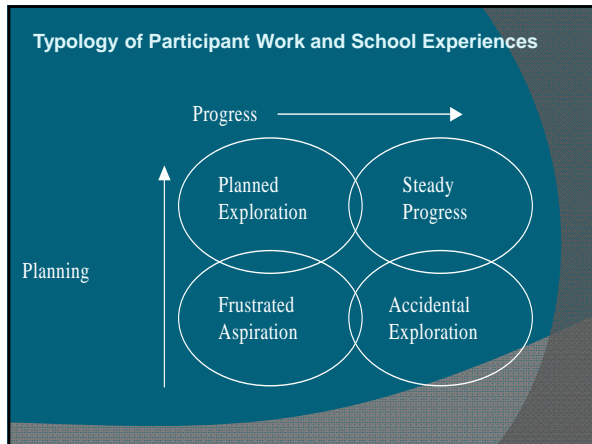 Typology of Participant Work and School Experiences
Progress
Planned
Exploration
Steady
Progress
Planning
Frustrated
Aspiration
Accidental
Exploration